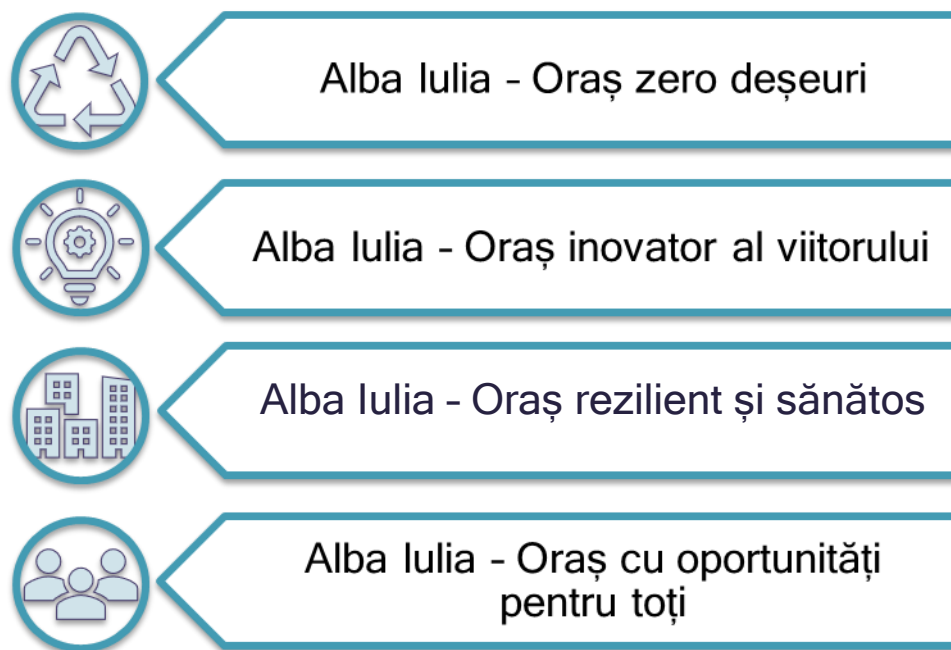 Alba Iulia - Oraș zero deșeuri
Alba Iulia - Oraș inovator al viitorului
Alba Iulia - Oraș rezilient și sănătos
Alba Iulia - Oraș cu oportunități
pentru toți